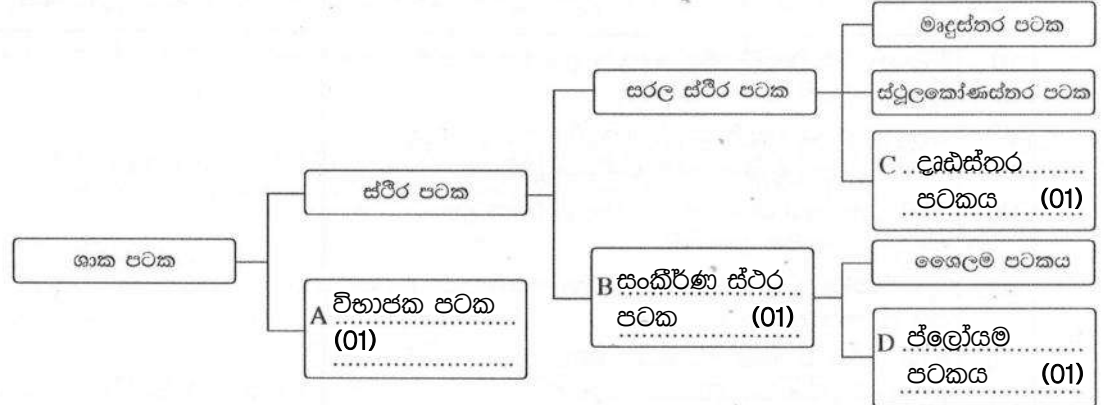 මෘදුස්තර පටක
සරල ස්ථිර පටක
ස්ථූලකෝණස්තර පටක
C ..දෘඪස්තර
පටකය (01)
ස්ථිර පටක
ශාක පටක
A විභාජක පටක
(01)
B සංකීර්ණ ස්ථර
පටක (01)
ශෛලම පටකය
D ප්ලෝයම
පටකය (01)